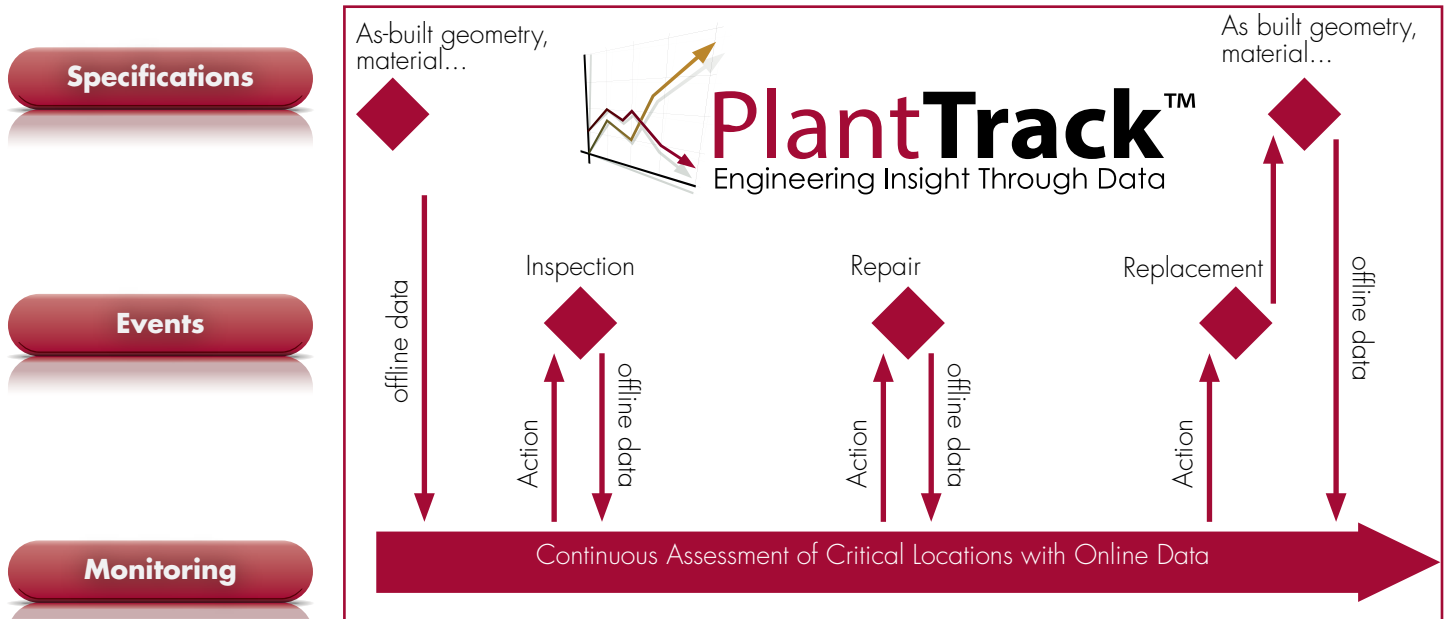 Specifications
As-built geometry,
material...
PlantTrack™
Engineering Insight Through Data
As built geometry,
material...
Events
offline data
Inspection
Action
offline data
Repair
Action
offline data
Replacement
Action
offline data
Monitoring
Continuous Assessment of Critical Locations with Online Data